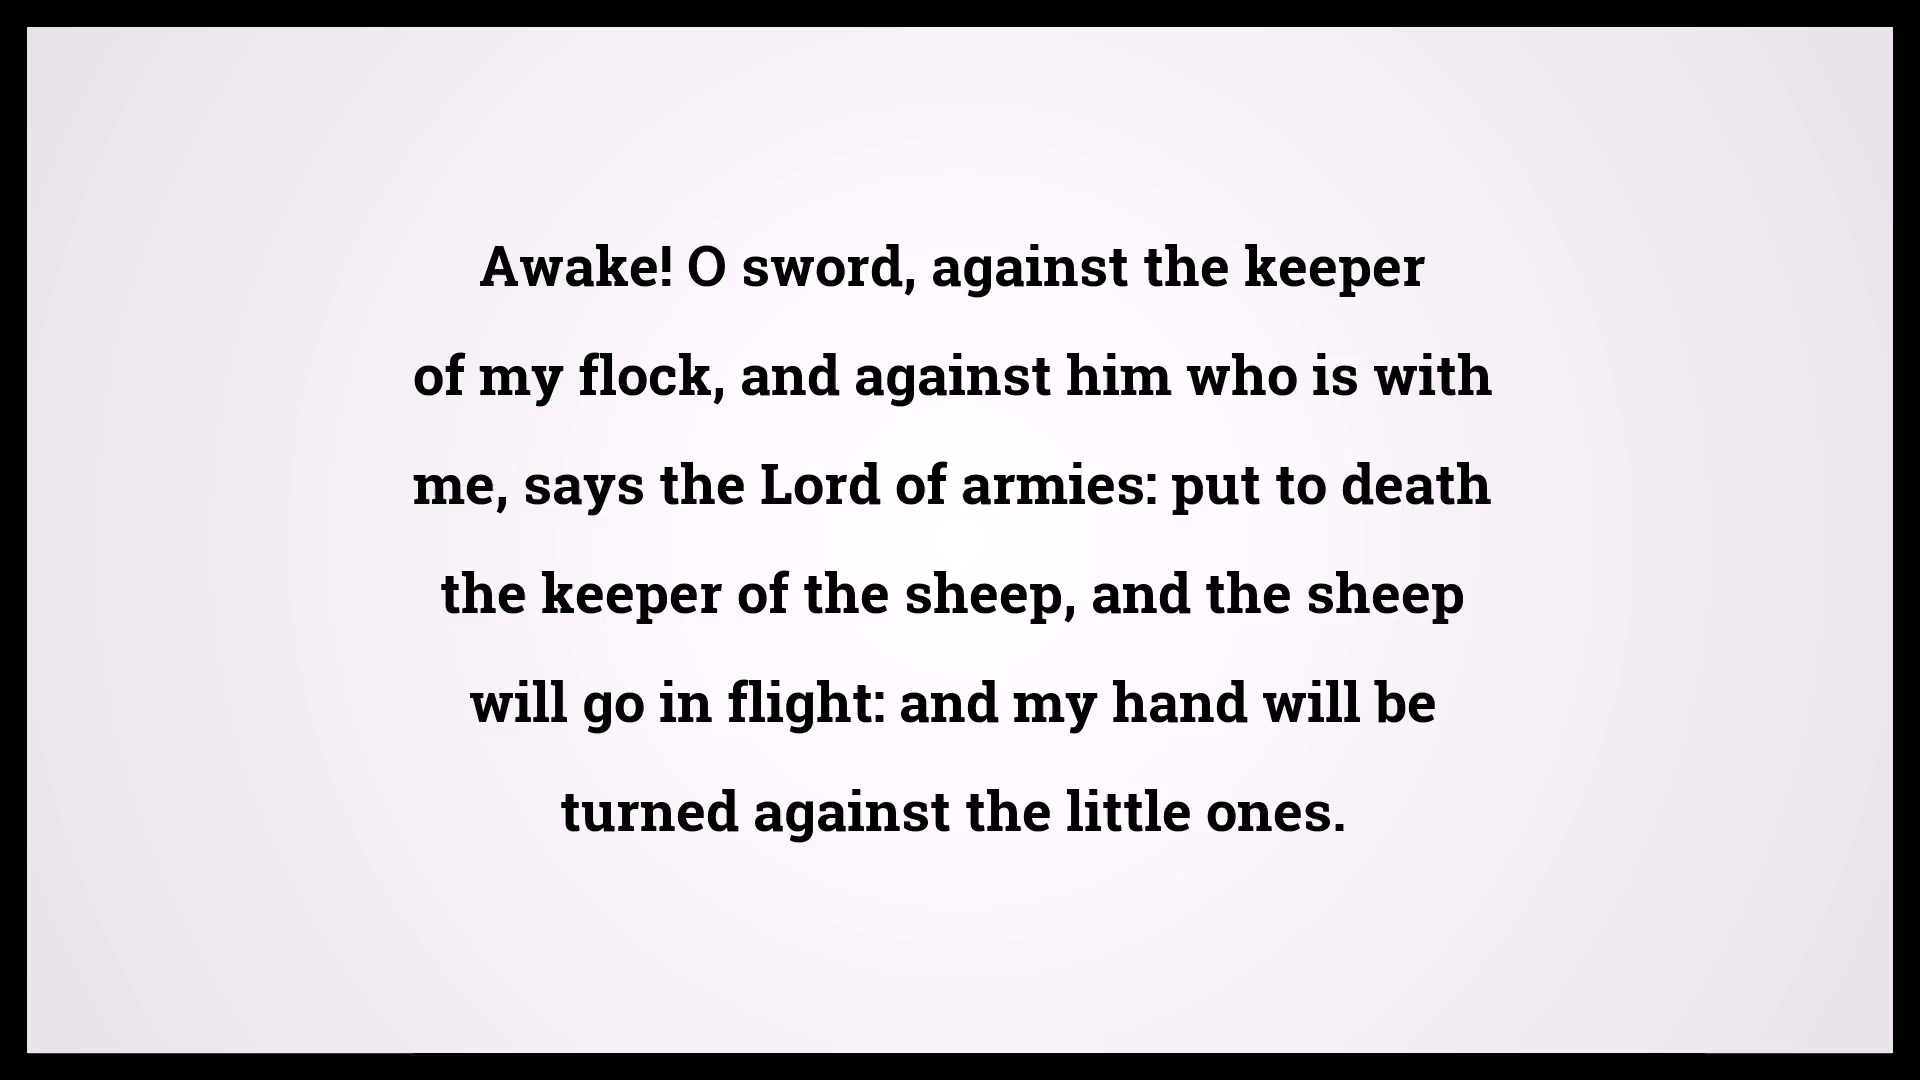 Awake! O sword, against the keeper
of my flock, and against him who is with
me, says the Lord of armies: put to death
the keeper of the sheep, and the sheep
will go in flight: and my hand will be
turned against the little ones.